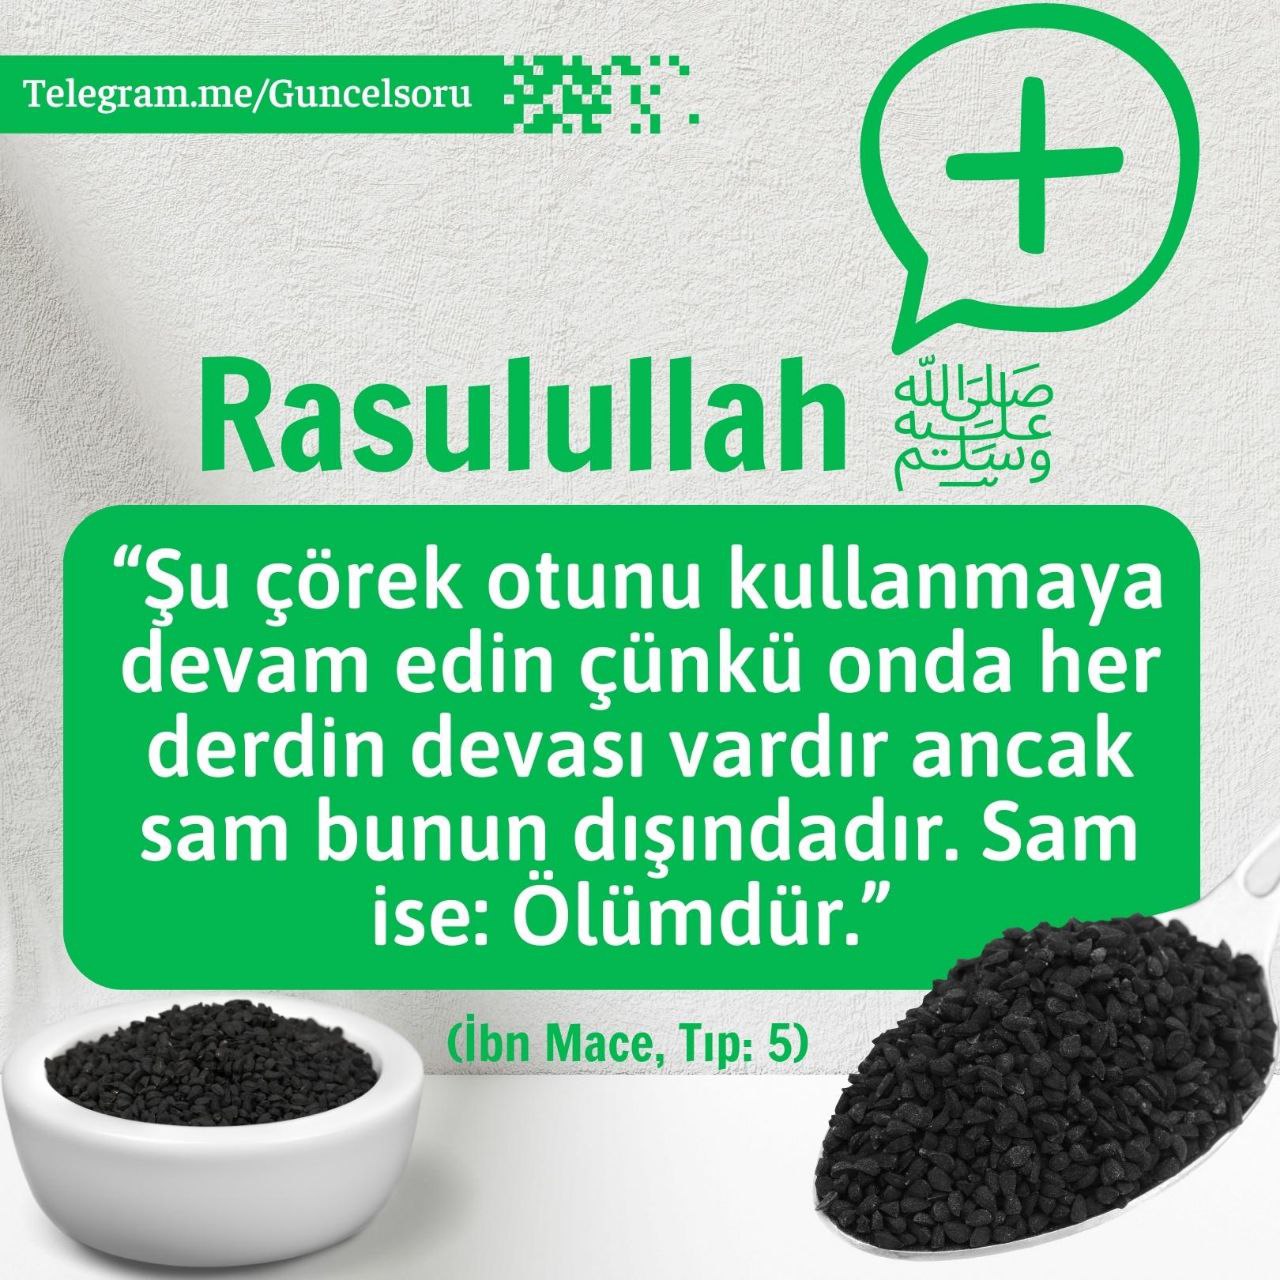 Telegram.me/Guncelsoru
Rasulullah ﷺ
“Şu çörek otunu kullanmaya
devam edin çünkü onda her
derdin devası vardır ancak
sam bunun dışındadır. Sam
ise: Ölümdür.”
(İbn Mace, Tıp: 5)